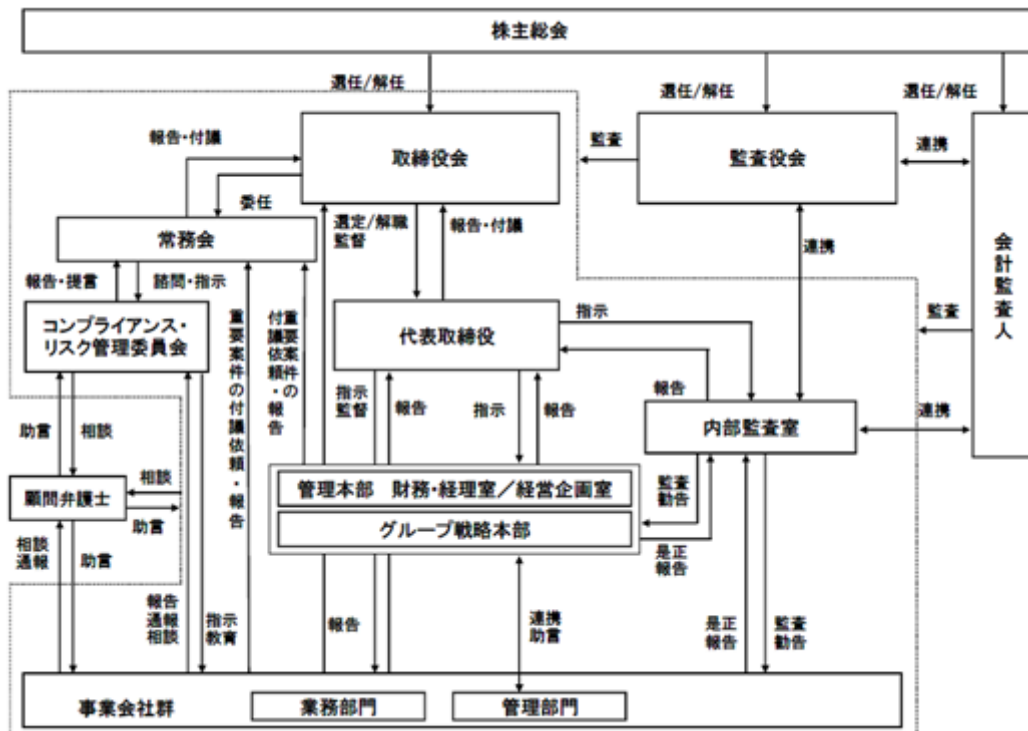 株主総会
選任/解任
選任/解任
選任/解任
報告・付議
取締役会
監査
監査役会
連携
委任
選定/解職
監督
報告・付議
常務会
連携
会計監査人
報告・提言
諮問・指示
コンプライアンス・
リスク管理委員会
重要案件の付議依頼・報告
重要案件の
付議依頼・報告
代表取締役
指示
監査
指示
監督
報告
指示
報告
報告
内部監査室
連携
助言
相談
顧問弁護士
相談
助言
管理本部 財務・経理室/経営企画室
グループ戦略本部
監査
勧告
是正
報告
相談
通報
助言
報告
通報
相談
指示
教育
報告
連携
助言
是正
報告
監査
勧告
事業会社群
業務部門
管理部門